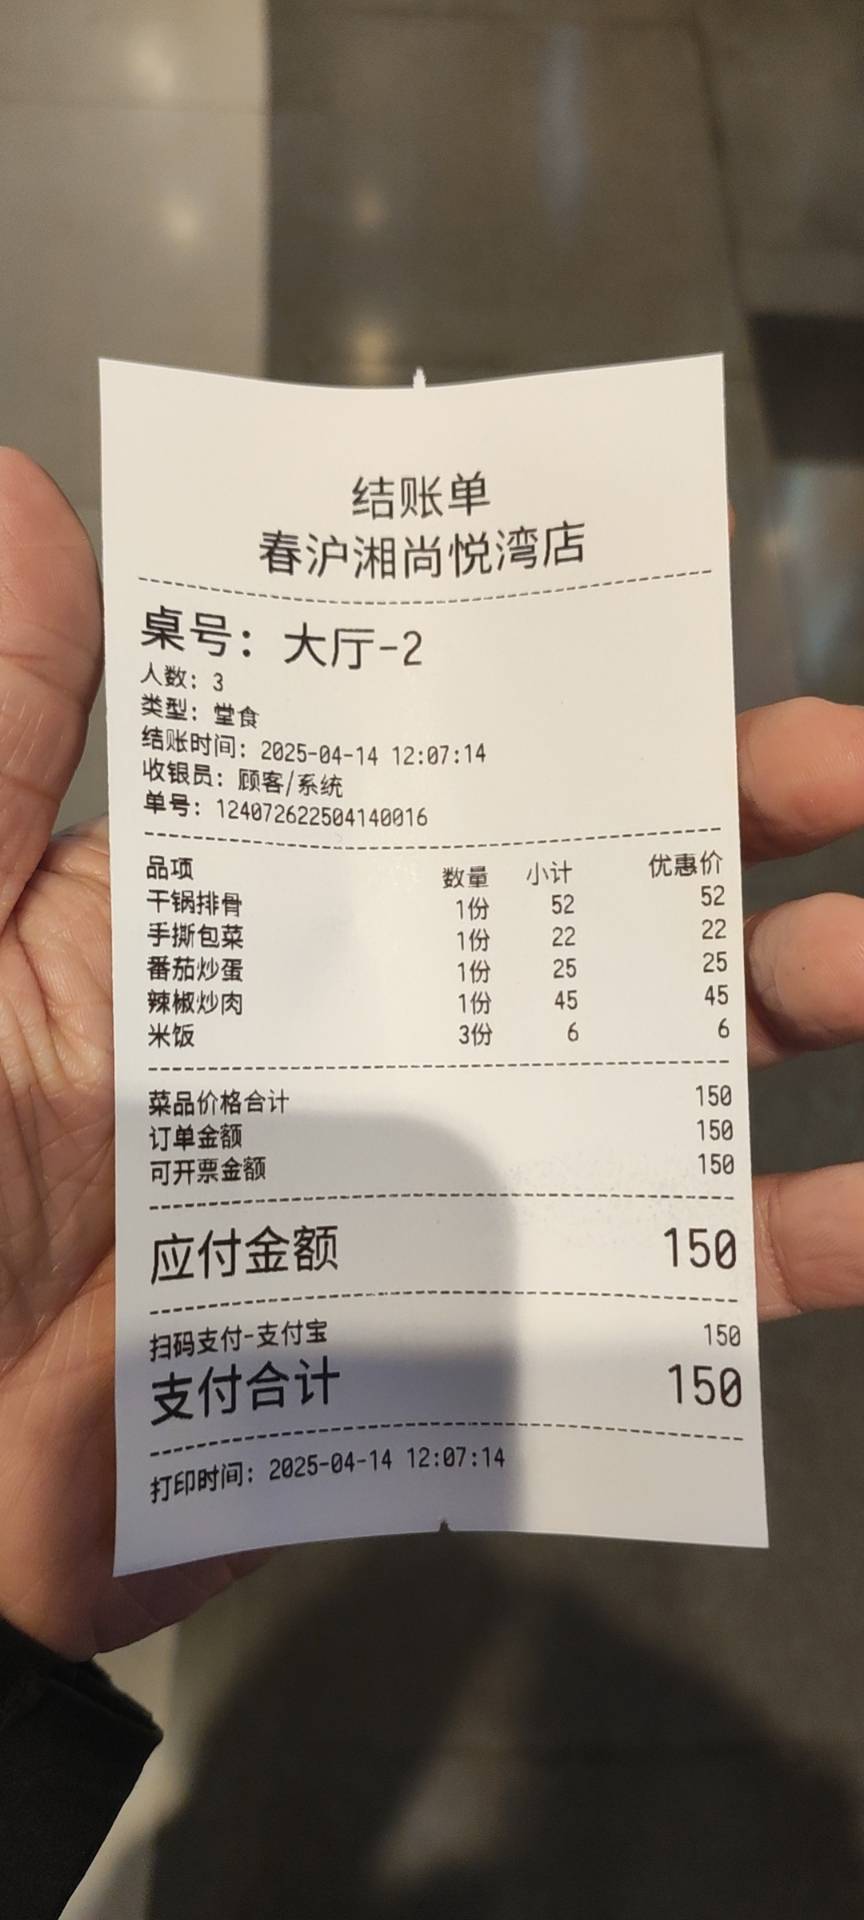 结账单
春沪湘尚悦湾店
桌号：大厅-2
人数：3
类型：堂食
结账时间：2025-04-14 12:07:14
收银员：顾客/系统
单号：124072622504140016
品项 数量 小计 优惠价
干锅排骨 1份 52 52
手撕包菜 1份 22 22
番茄炒蛋 1份 25 25
辣椒炒肉 1份 45 45
米饭 3份 6 6
菜品价格合计 150
订单金额 150
可开票金额 150
应付金额 150
扫码支付-支付宝 150
支付合计 150
打印时间：2025-04-14 12:07:14